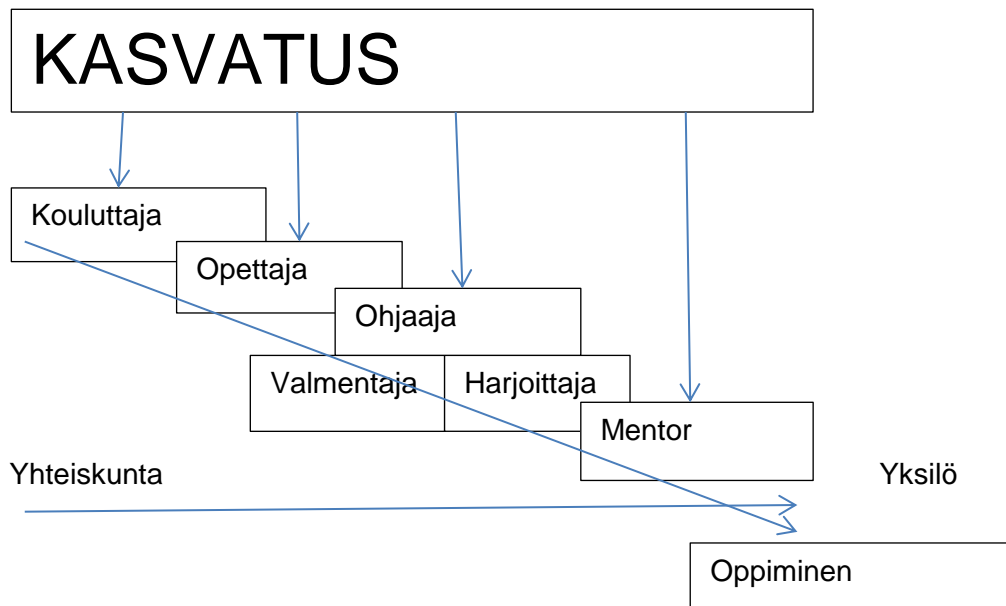 KASVATUS
Kouluttaja
Opettaja
Ohjaaja
Valmentaja
Harjoittaja
Mentor
Yhteiskunta
Yksilö
Oppiminen